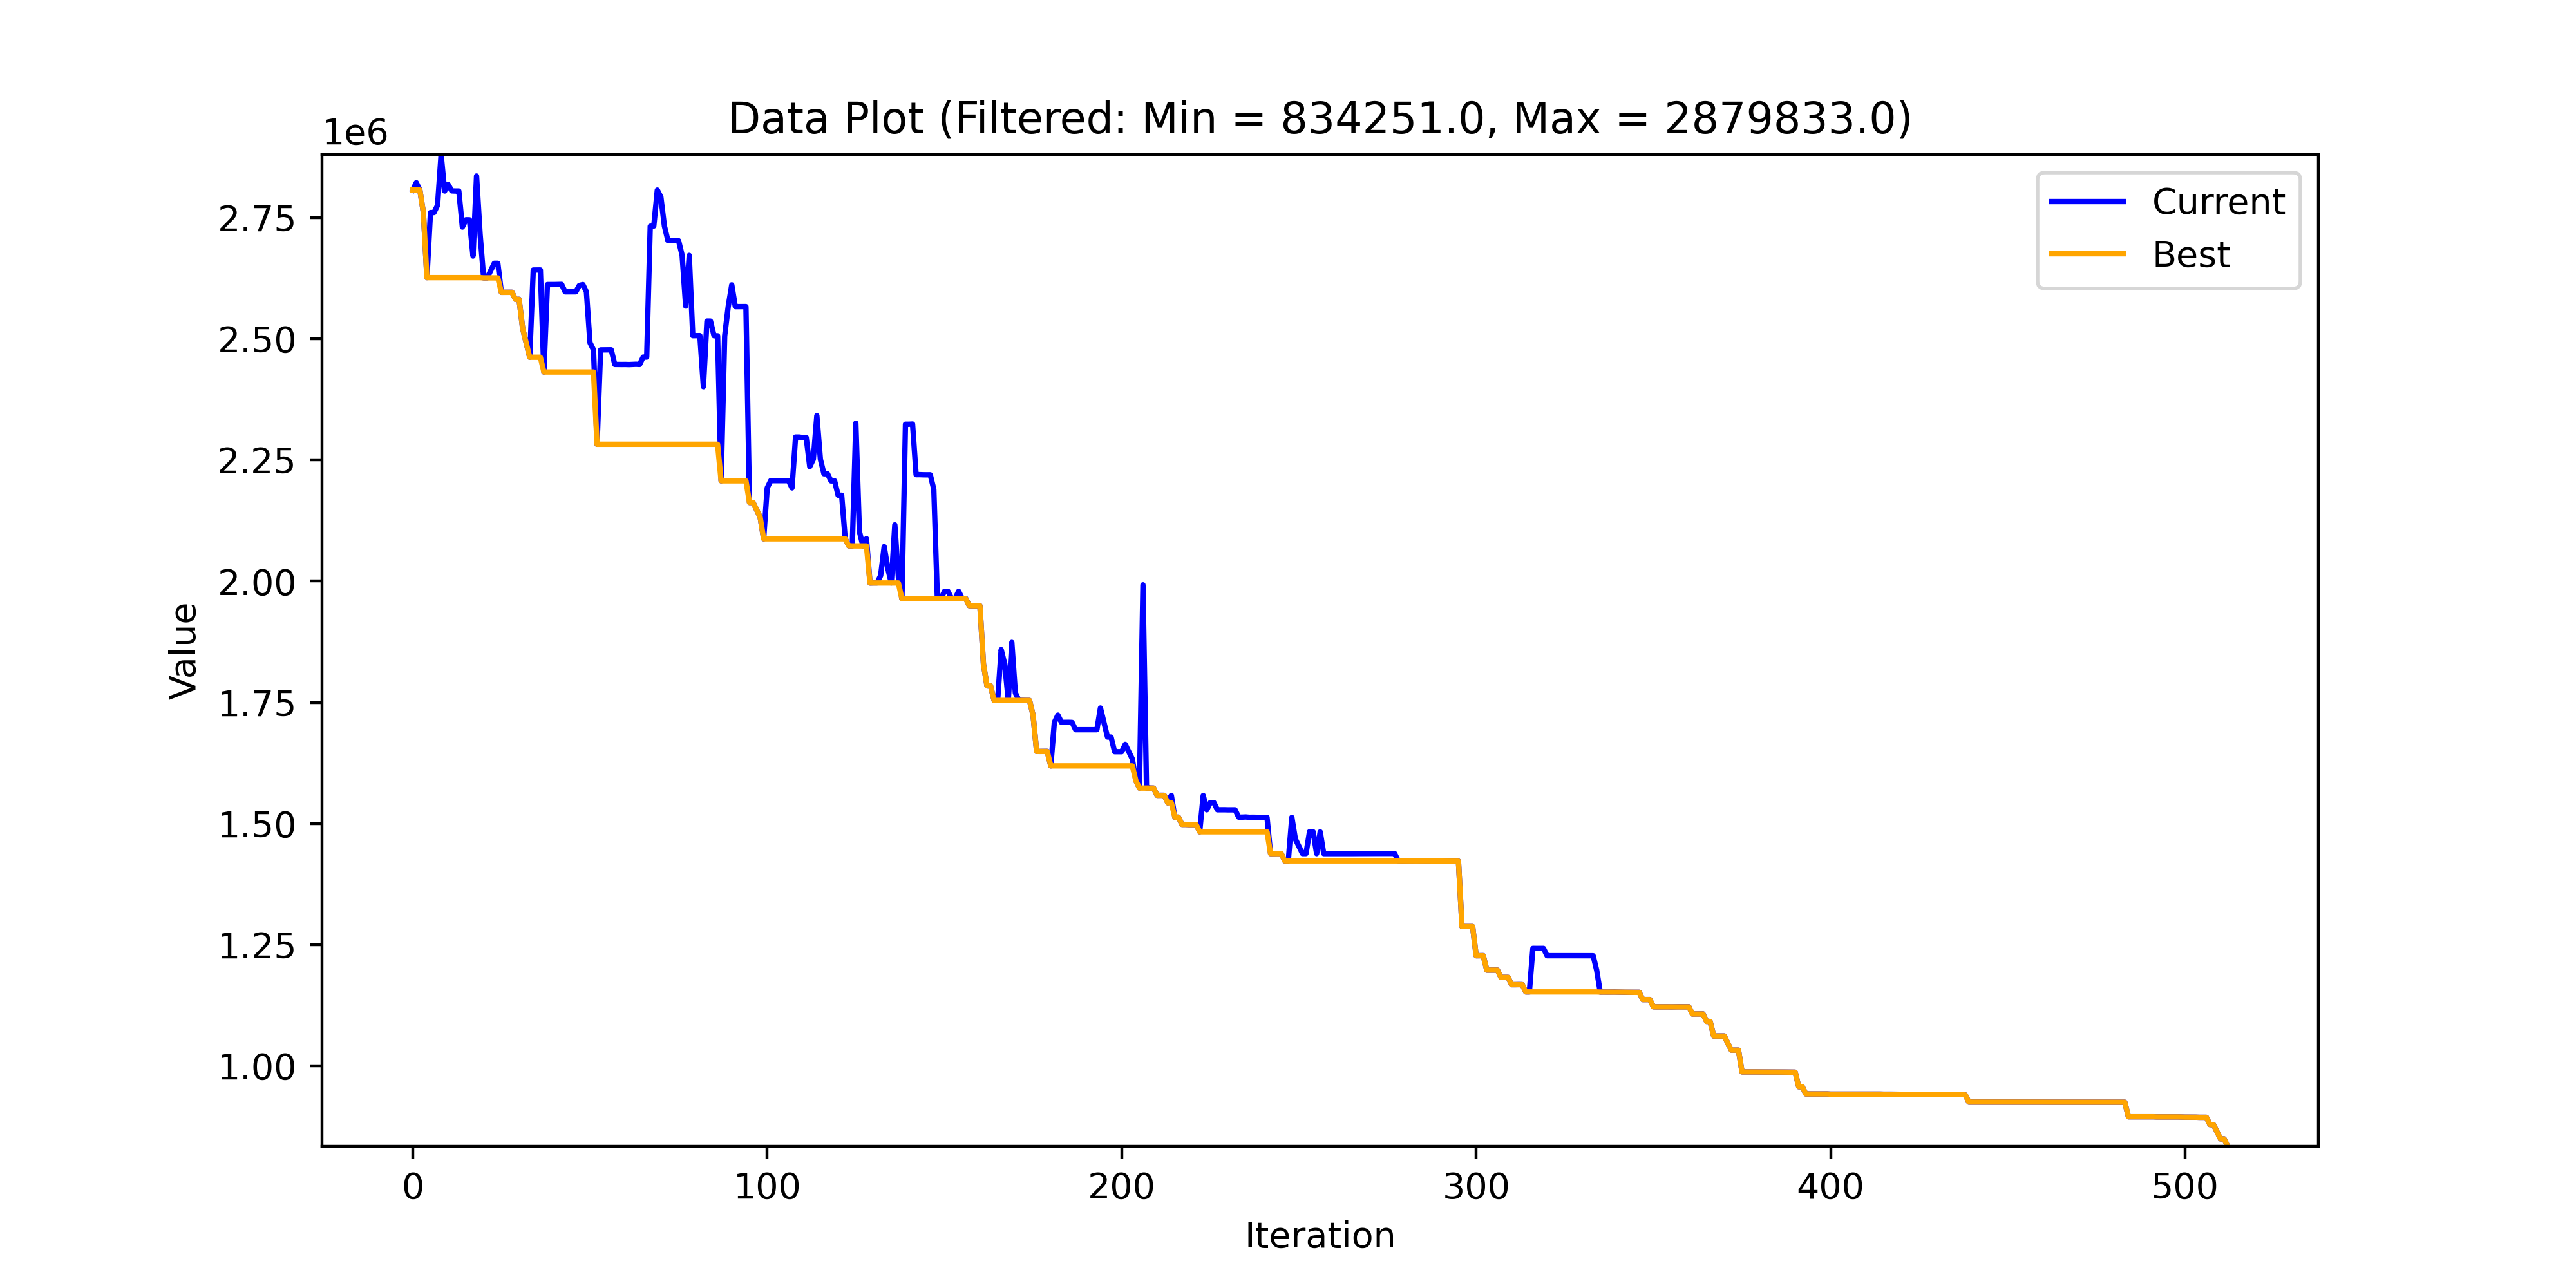 Data Plot (Filtered: Min = 834251.0, Max = 2879833.0)
1e6
Current
Best
2.75
2.50
2.25
2.00
1.75
1.50
1.25
1.00
Value
0 100 200 300 400 500
Iteration